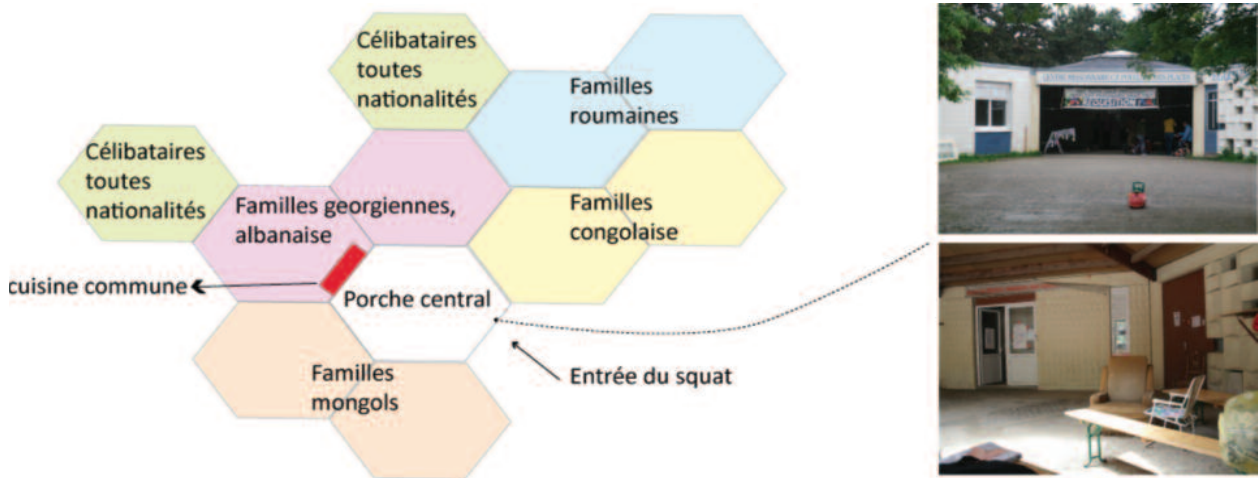 Célibataires
toutes
nationalités
Familles
roumaines
Célibataires
toutes
nationalités
Familles georgiennes,
albanaise
Familles
congolaise
cuisine commune
Porche central
Entrée du squat
Familles
mongols
REQUISITION